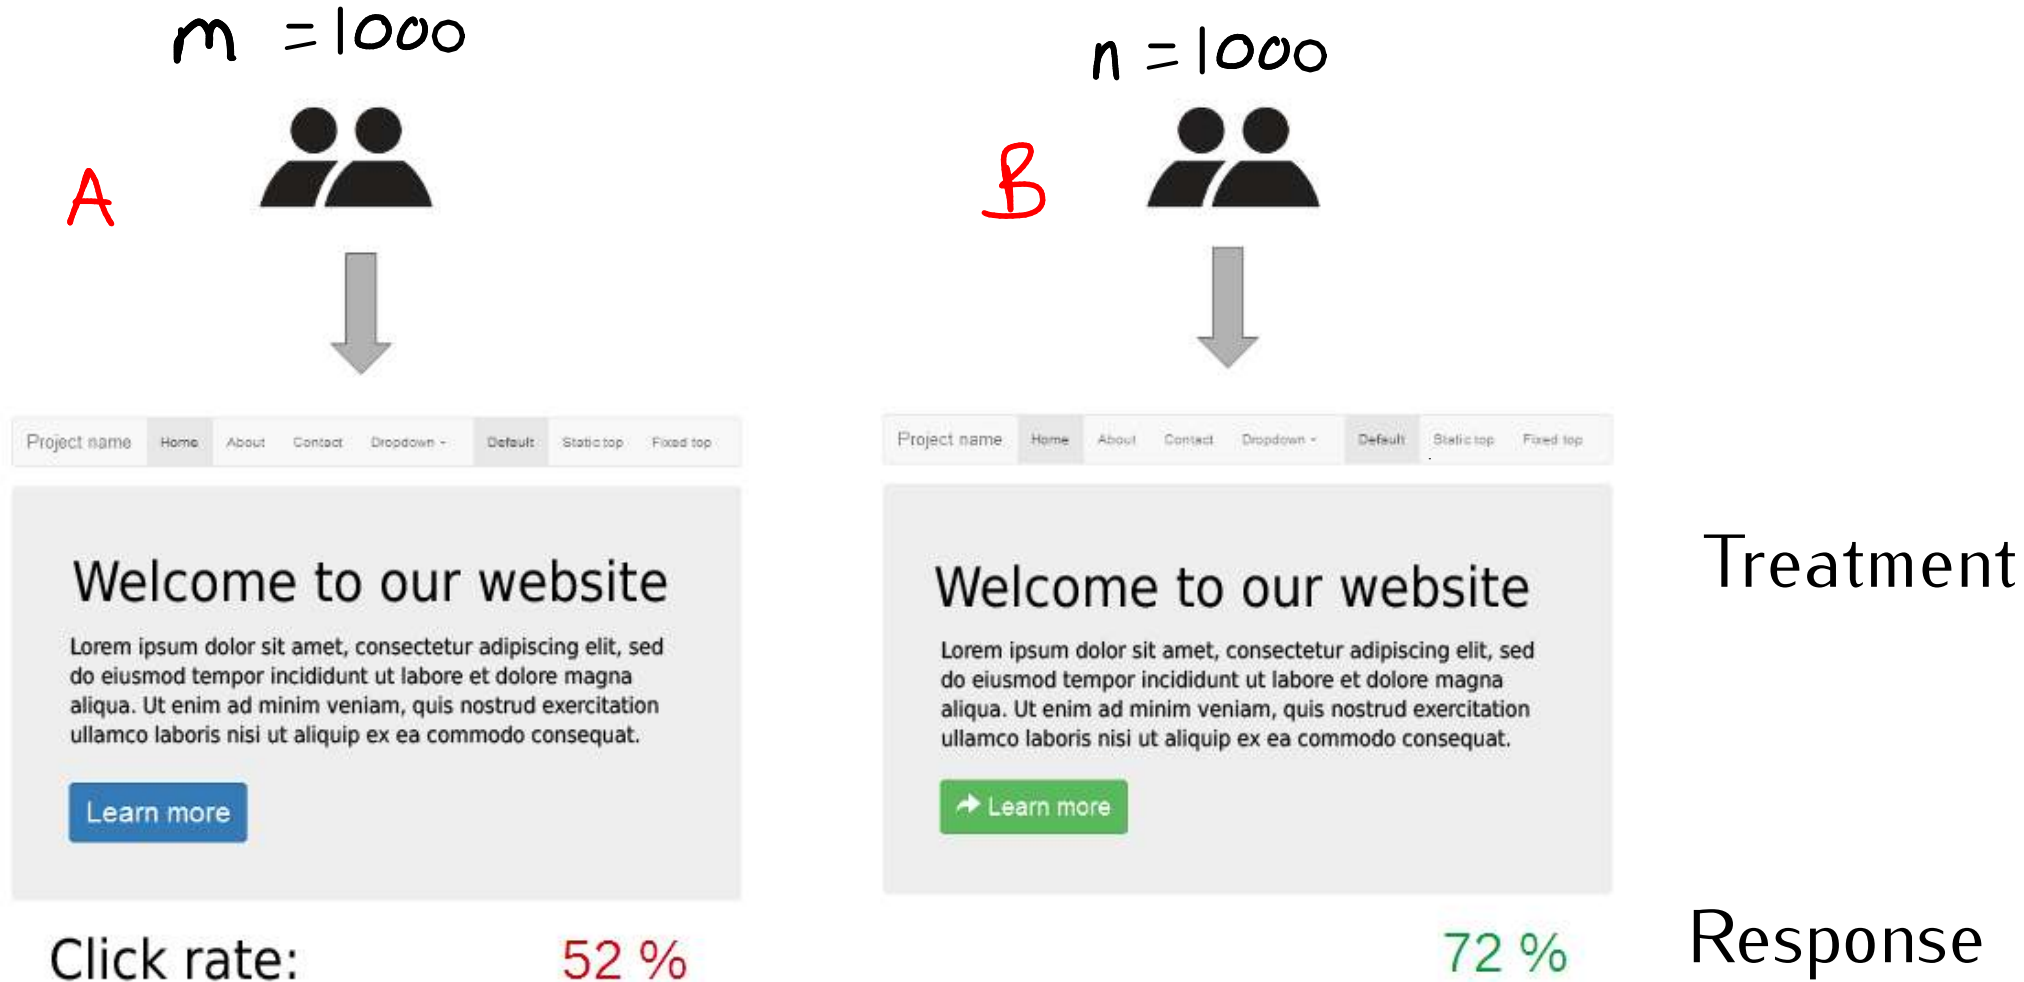 m = 1000
n = 1000
A
B
Project name Home About Contact Dropdown Default Static top Fixed top
Project name Home About Contact Dropdown Default Static top Fixed top
Welcome to our website
Lorem ipsum dolor sit amet, consectetur adipiscing elit, sed
do eiusmod tempor incididunt ut labore et dolore magna
aliqua. Ut enim ad minim veniam, quis nostrud exercitation
ullamco laboris nisi ut aliquip ex ea commodo consequat.
Learn more
Welcome to our website
Lorem ipsum dolor sit amet, consectetur adipiscing elit, sed
do eiusmod tempor incididunt ut labore et dolore magna
aliqua. Ut enim ad minim veniam, quis nostrud exercitation
ullamco laboris nisi ut aliquip ex ea commodo consequat.
Learn more
Treatment
Click rate: 52 %
72 %
Response